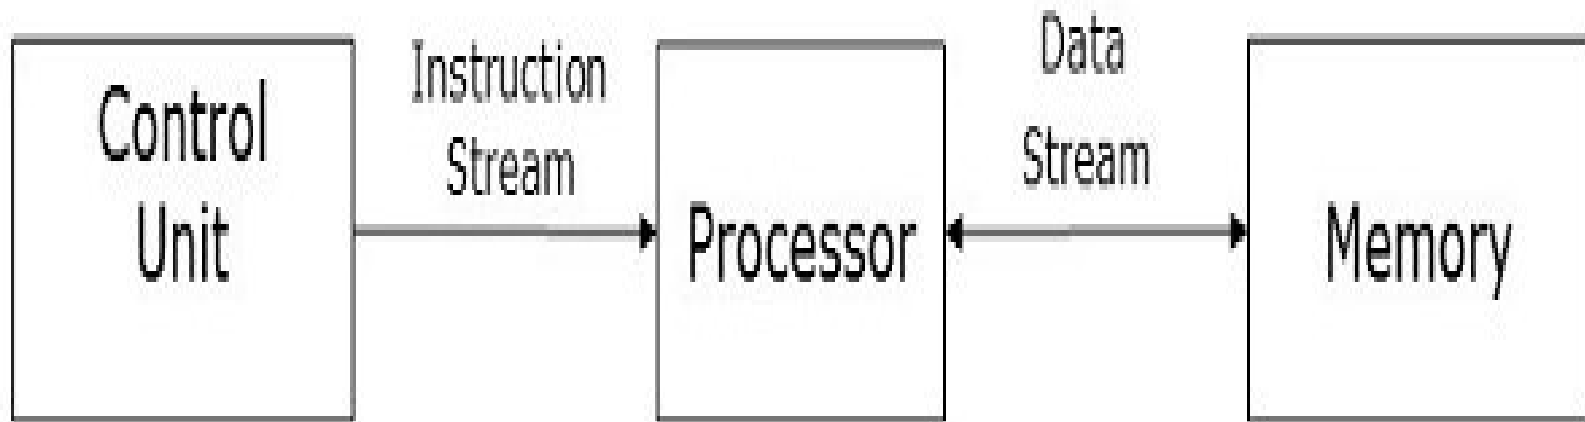 Control
Unit
Instruction
Stream
Processor
Data
Stream
Memory